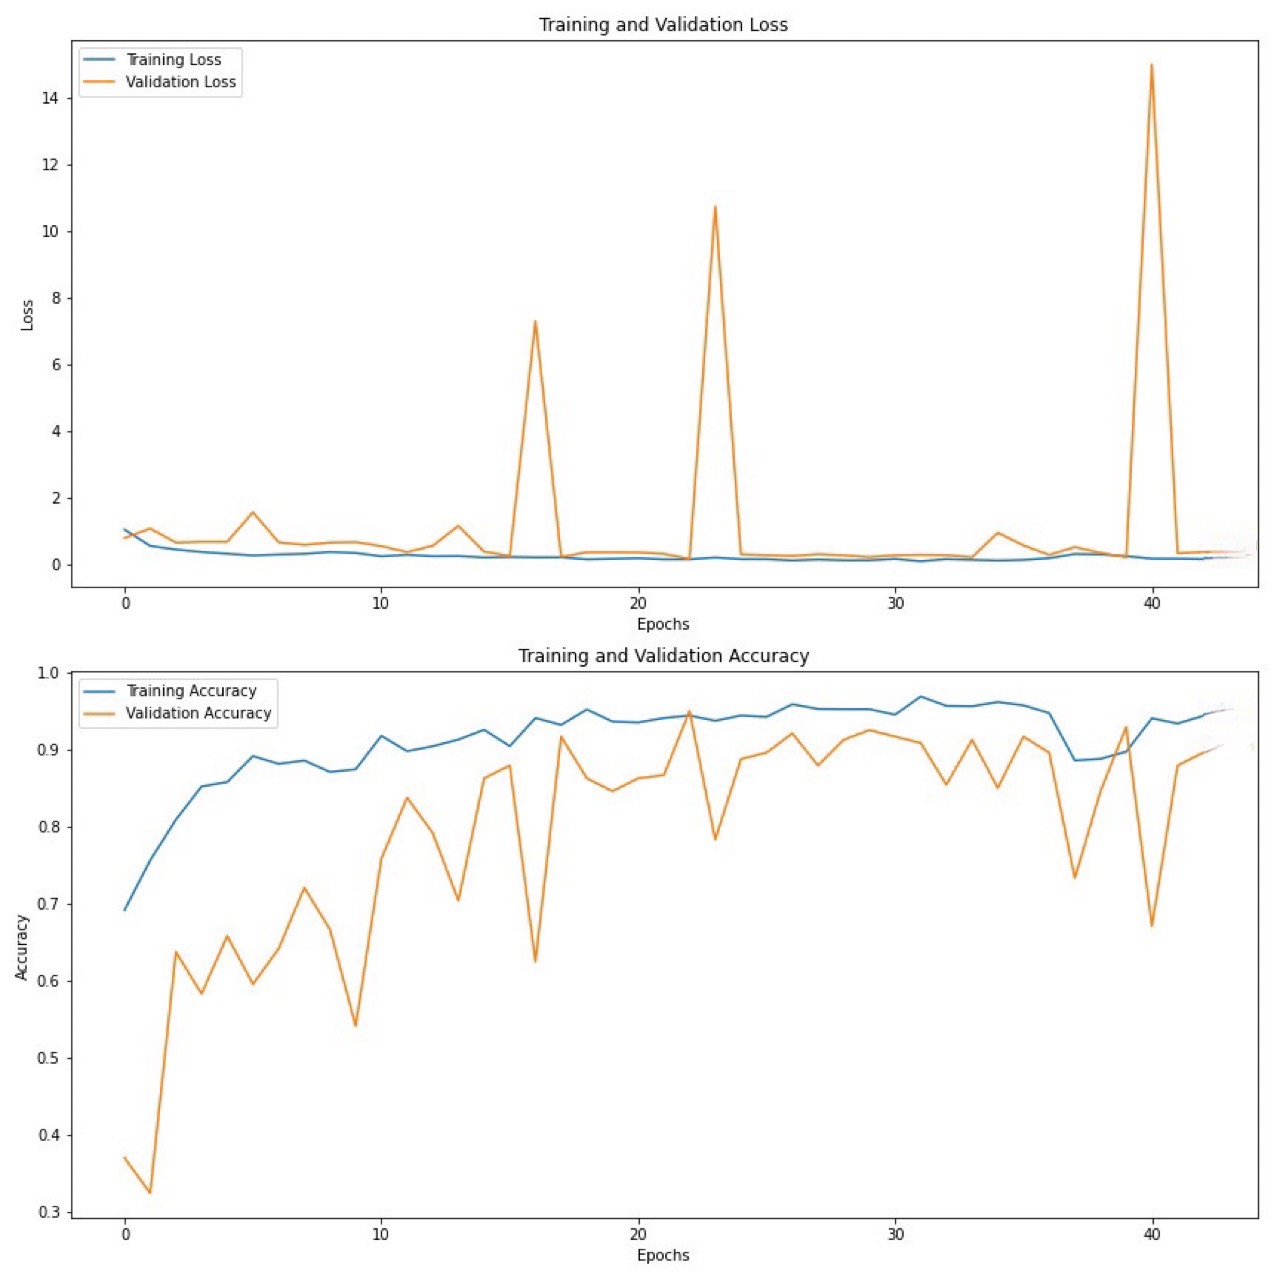 Training and Validation Loss
Training Loss
Validation Loss
14
12
10
8
6
4
2
0
Loss
0 10 20 30 40
Epochs
Training and Validation Accuracy
Training Accuracy
Validation Accuracy
1.0
0.9
0.8
0.7
0.6
0.5
0.4
0.3
Accuracy
0 10 20 30 40
Epochs